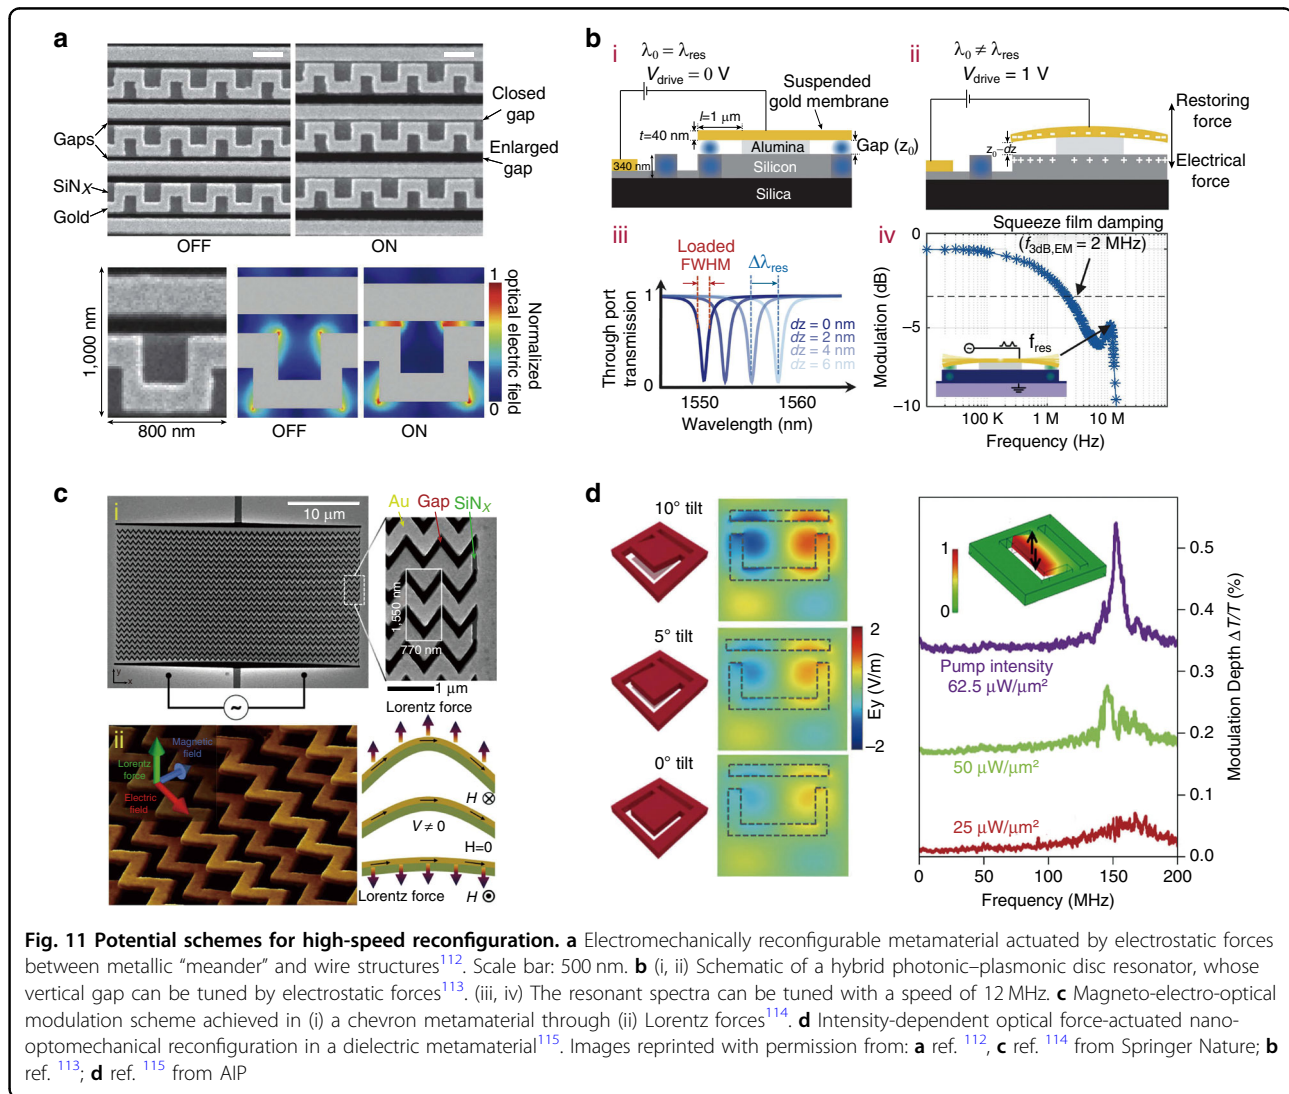 a
OFF
ON
Closed
gap
Gaps
Enlarged
gap
SiNX
Gold
1,000 nm
800 nm
OFF
ON
1
0
Normalized
optical electric field
b
i
λ0 = λres
Vdrive = 0 V
Suspended
gold membrane
l=1 μm
t=40 nm
Alumina
Gap (z0)
340 nm
Silicon
Silica
ii
λ0 ≠ λres
Vdrive = 1 V
Restoring
force
z0–dz
Electrical
force
iii
Loaded
FWHM
Δλres
1
0
Through port
transmission
dz = 0 nm
dz = 2 nm
dz = 4 nm
dz = 6 nm
1550
1560
Wavelength (nm)
iv
Squeeze film damping
(f3dB,EM = 2 MHz)
0
–5
–10
Modulation (dB)
fres
100 K
1 M
10 M
Frequency (Hz)
c
i
10 μm
Au
Gap
SiNX
1,550 nm
770 nm
1 μm
y
x
~
ii
Magnetic
field
Lorentz
force
Electric
field
Lorentz force
H ⊗
V ≠ 0
H=0
Lorentz force
H ⊙
d
10° tilt
5° tilt
0° tilt
2
–2
Ey (V/m)
1
0
Pump intensity
62.5 μW/μm²
50 μW/μm²
25 μW/μm²
0.5
0.4
0.3
0.2
0.1
0.0
Modulation Depth ΔT/T (%)
0
50
100
150
200
Frequency (MHz)
Fig. 11 Potential schemes for high-speed reconfiguration. a Electromechanically reconfigurable metamaterial actuated by electrostatic forces
between metallic “meander” and wire structures112. Scale bar: 500 nm. b (i, ii) Schematic of a hybrid photonic–plasmonic disc resonator, whose
vertical gap can be tuned by electrostatic forces113. (iii, iv) The resonant spectra can be tuned with a speed of 12 MHz. c Magneto-electro-optical
modulation scheme achieved in (i) a chevron metamaterial through (ii) Lorentz forces114. d Intensity-dependent optical force-actuated nano-
optomechanical reconfiguration in a dielectric metamaterial115. Images reprinted with permission from: a ref. 112, c ref. 114 from Springer Nature; b
ref. 113; d ref. 115 from AIP